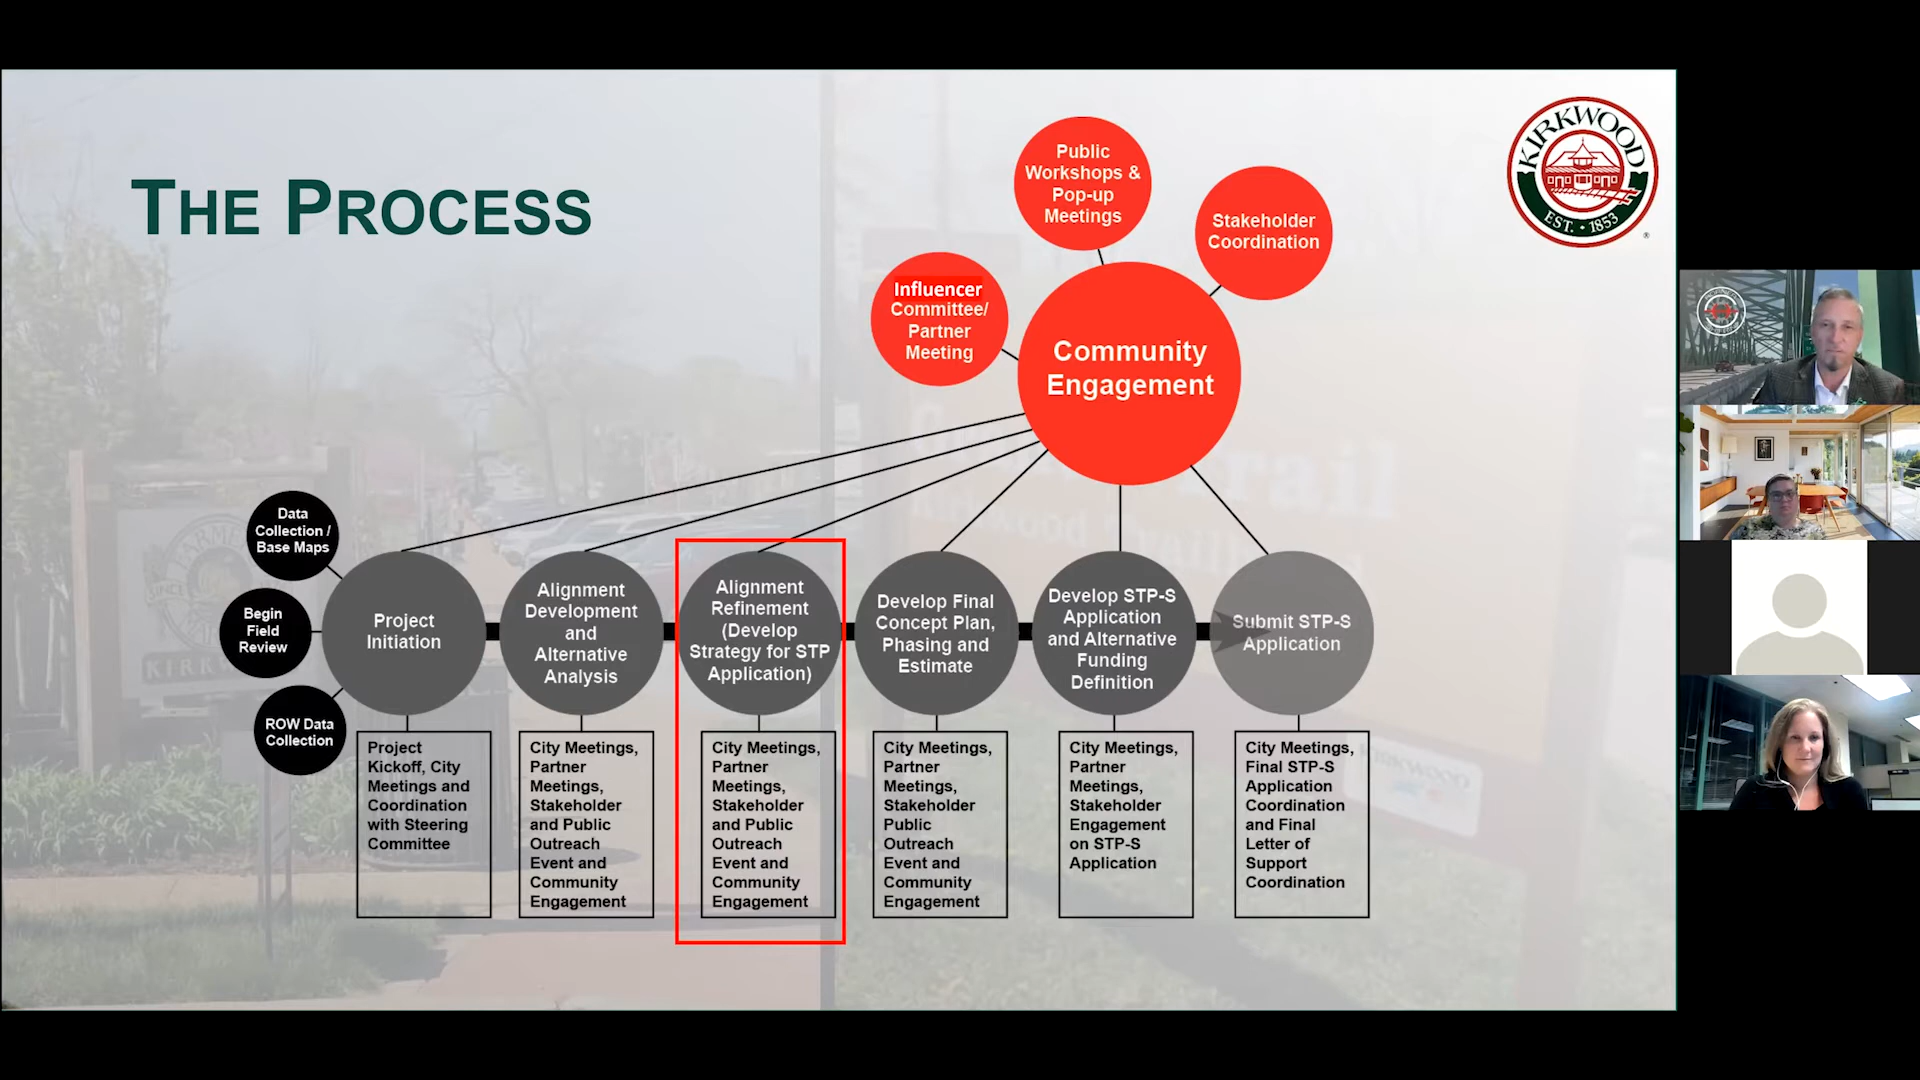 THE PROCESS
KIRKWOOD
EST. • 1853
®
Public
Workshops &
Pop-up
Meetings
Stakeholder
Coordination
Influencer
Committee/
Partner
Meeting
Community
Engagement
Data
Collection /
Base Maps
Begin
Field
Review
ROW Data
Collection
Project
Initiation
Alignment
Development
and
Alternative
Analysis
Alignment
Refinement
(Develop
Strategy for STP
Application)
Develop Final
Concept Plan,
Phasing and
Estimate
Develop STP-S
Application
and Alternative
Funding
Definition
Submit STP-S
Application
Project
Kickoff, City
Meetings and
Coordination
with Steering
Committee
City Meetings,
Partner
Meetings,
Stakeholder
and Public
Outreach
Event and
Community
Engagement
City Meetings,
Partner
Meetings,
Stakeholder
and Public
Outreach
Event and
Community
Engagement
City Meetings,
Partner
Meetings,
Stakeholder
Public
Outreach
Event and
Community
Engagement
City Meetings,
Partner
Meetings,
Stakeholder
Engagement
on STP-S
Application
City Meetings,
Final STP-S
Application
Coordination
and Final
Letter of
Support
Coordination